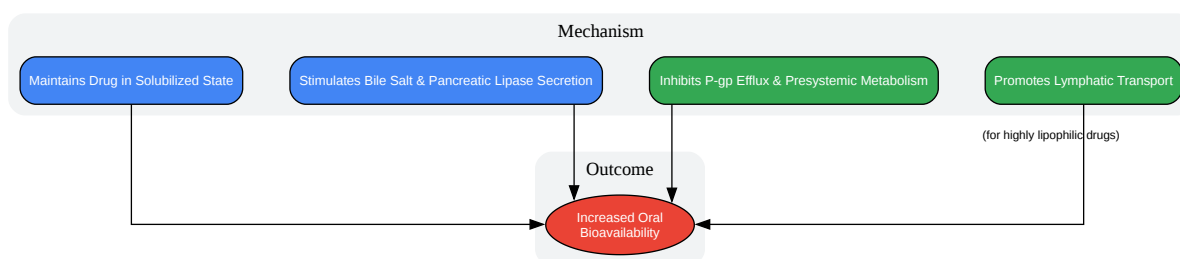 Mechanism
Maintains Drug in Solubilized State
Stimulates Bile Salt & Pancreatic Lipase Secretion
Inhibits P-gp Efflux & Presystemic Metabolism
Promotes Lymphatic Transport
(for highly lipophilic drugs)
Outcome
Increased Oral
Bioavailability